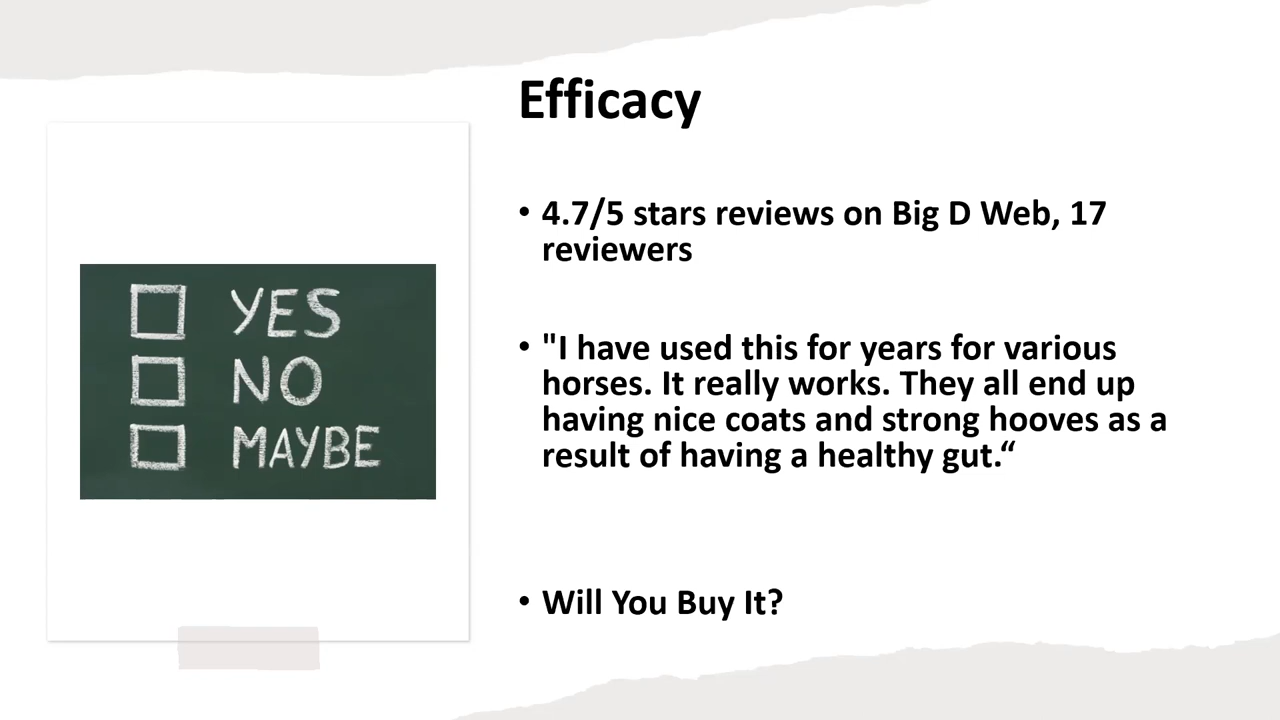 Efficacy
• 4.7/5 stars reviews on Big D Web, 17
reviewers
• "I have used this for years for various
horses. It really works. They all end up
having nice coats and strong hooves as a
result of having a healthy gut.“
• Will You Buy It?
YES
NO
MAYBE